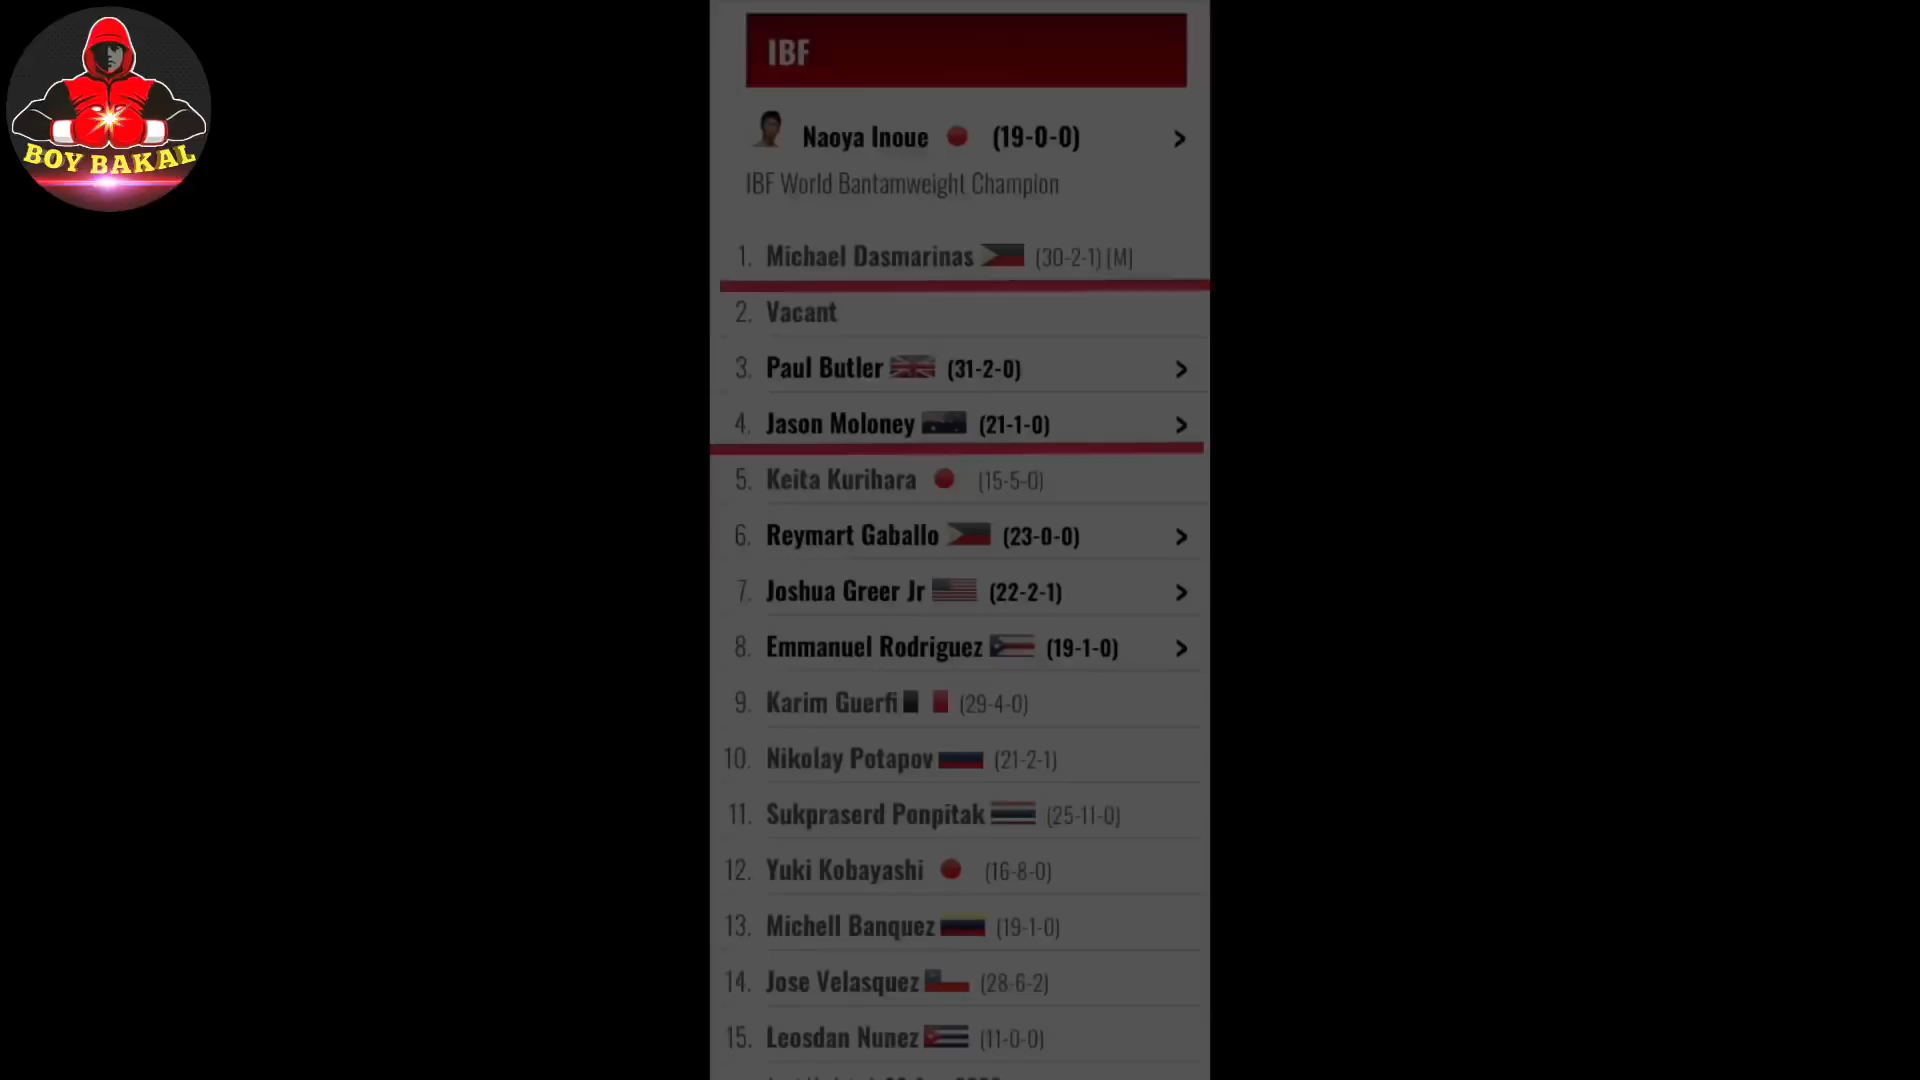 BOY BAKAL
IBF
Naoya Inoue (19-0-0) >
IBF World Bantamweight Champion
1. Michael Dasmarinas (30-2-1) [M]
2. Vacant
3. Paul Butler (31-2-0) >
4. Jason Moloney (21-1-0) >
5. Keita Kurihara (15-5-0)
6. Reymart Gaballo (23-0-0) >
7. Joshua Greer Jr (22-2-1) >
8. Emmanuel Rodriguez (19-1-0) >
9. Karim Guerfi (29-4-0)
10. Nikolay Potapov (21-2-1)
11. Sukpraserd Ponpitak (25-11-0)
12. Yuki Kobayashi (16-8-0)
13. Michell Banquez (19-1-0)
14. Jose Velasquez (28-6-2)
15. Leosdan Nunez (11-0-0)